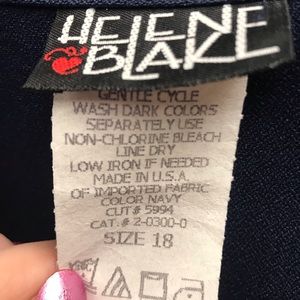 HELENE
BLAKE
GENTLE CYCLE
WASH DARK COLORS
SEPARATELY USE
NON-CHLORINE BLEACH
LINE DRY
LOW IRON IF NEEDED
MADE IN U.S.A.
OF IMPORTED FABRIC
COLOR NAVY
CUT# 5994
CAT.# 2-0300-0
SIZE 18